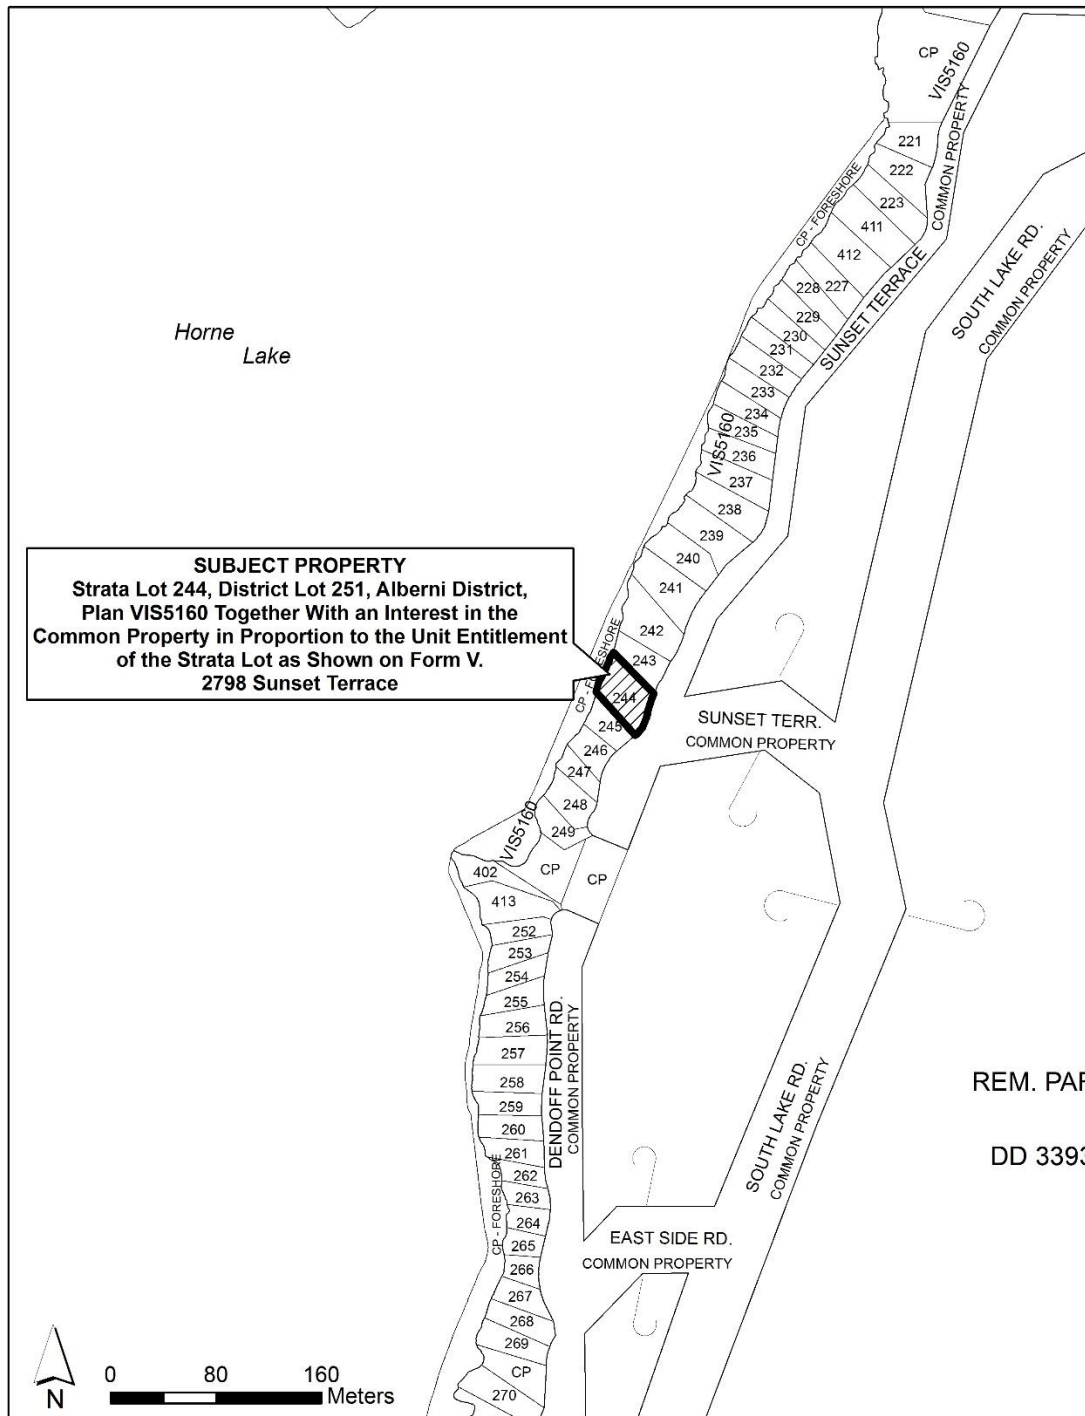 CP
VIS5160
COMMON PROPERTY
221
222
223
411
412
CP - FORESHORE
228
227
229
230
231
232
233
234
235
VIS5160
236
237
238
239
240
241
242
243
244
245
246
247
248
249
SUNSET TERRACE
SOUTH LAKE RD.
COMMON PROPERTY
Horne
Lake
SUBJECT PROPERTY
Strata Lot 244, District Lot 251, Alberni District,
Plan VIS5160 Together With an Interest in the
Common Property in Proportion to the Unit Entitlement
of the Strata Lot as Shown on Form V.
2798 Sunset Terrace
CP - FORESHORE
SUNSET TERR.
COMMON PROPERTY
VIS5160
CP
CP
402
413
252
253
254
255
256
257
258
259
260
261
262
263
264
265
266
267
268
269
CP
270
DENDOFF POINT RD.
COMMON PROPERTY
CP - FORESHORE
SOUTH LAKE RD.
COMMON PROPERTY
REM. PAR
DD 3393
EAST SIDE RD.
COMMON PROPERTY
N
0 80 160
Meters